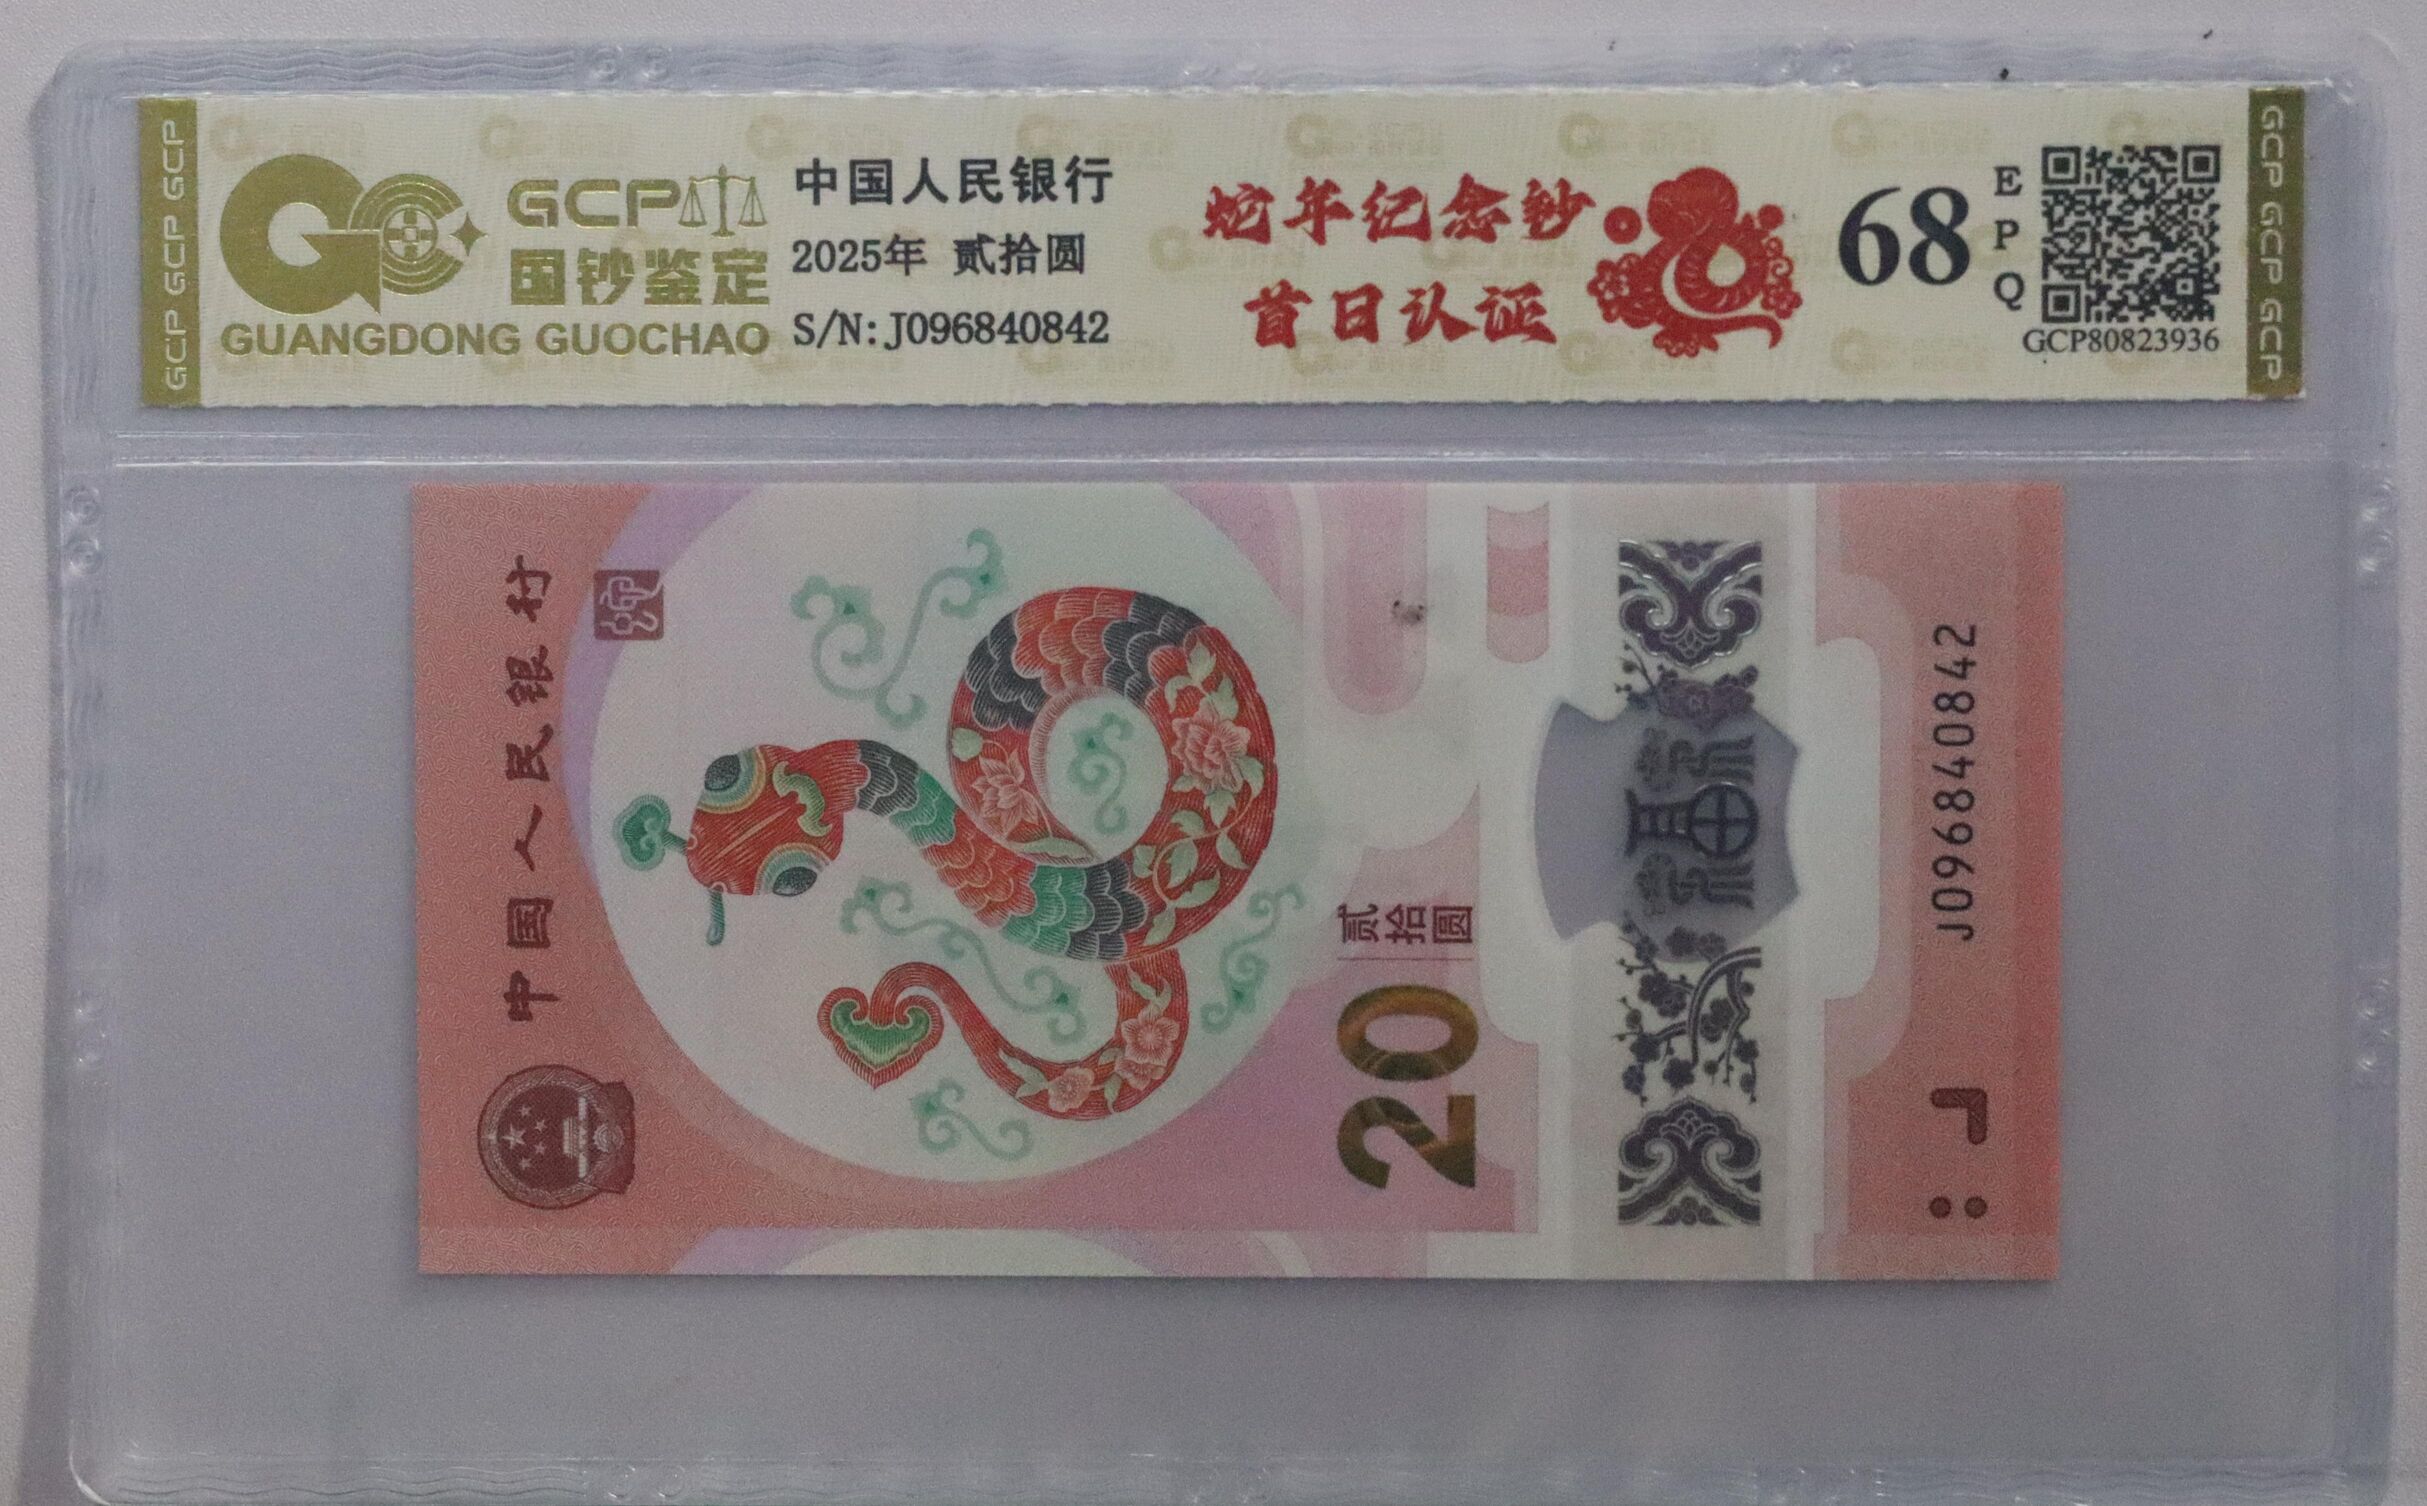 GCP GCP GCP
GCP
国钞鉴定
GUANGDONG GUOCHAO
中国人民银行
2025年 贰拾圆
S/N:J096840842
蛇年纪念钞
首日认证
68
EPQ
GCP80823936
GCP GCP GCP
中国人民银行
20
贰拾圆
福
J096840842